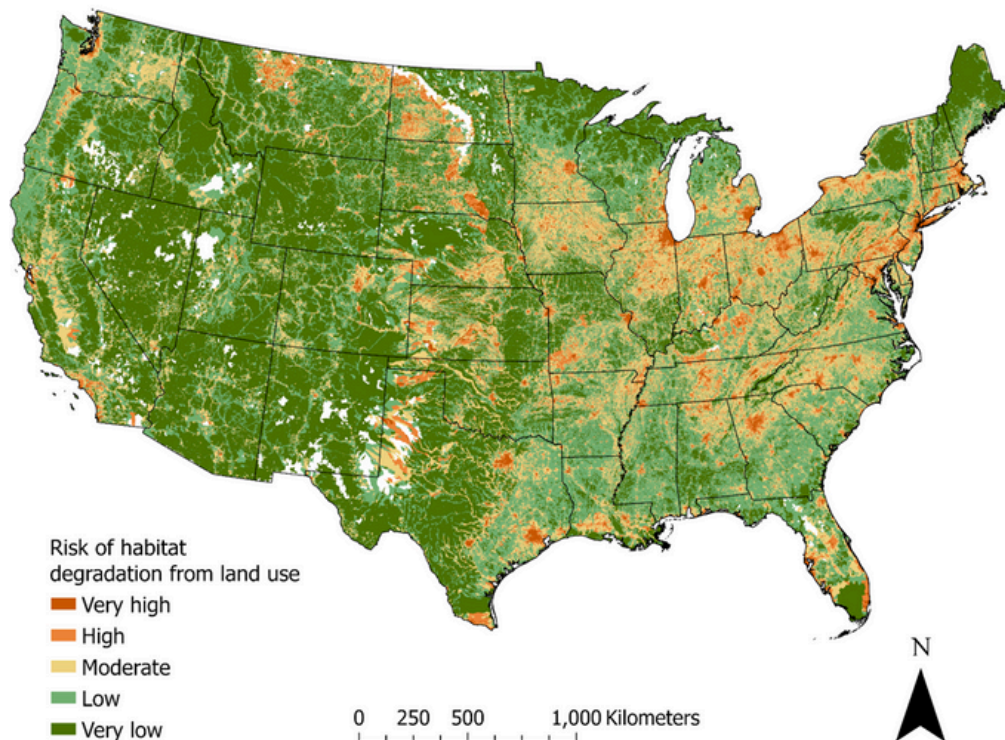 Risk of habitat
degradation from land use
Very high
High
Moderate
Low
Very low
0 250 500 1,000 Kilometers
N